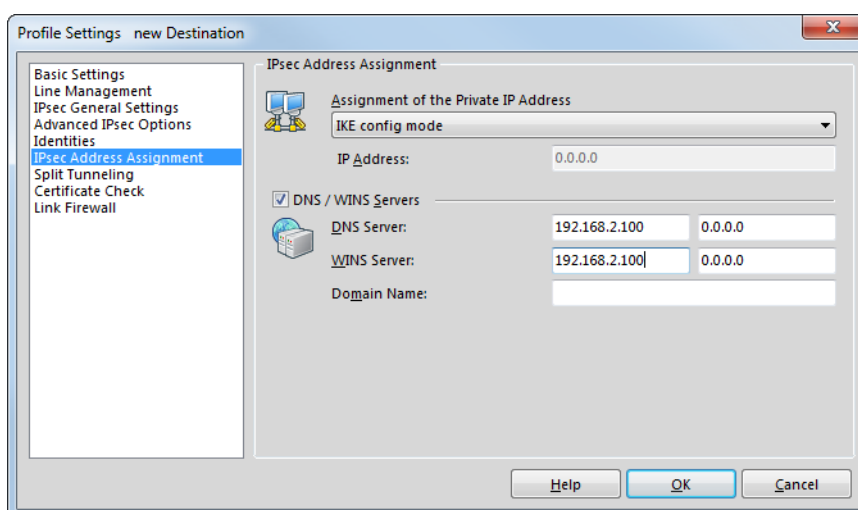 Profile Settings new Destination
x
Basic Settings
Line Management
IPsec General Settings
Advanced IPsec Options
Identities
IPsec Address Assignment
Split Tunneling
Certificate Check
Link Firewall
IPsec Address Assignment
Assignment of the Private IP Address
IKE config mode
IP Address: 0.0.0.0
DNS / WINS Servers
DNS Server: 192.168.2.100 0.0.0.0
WINS Server: 192.168.2.100 0.0.0.0
Domain Name:
Help OK Cancel